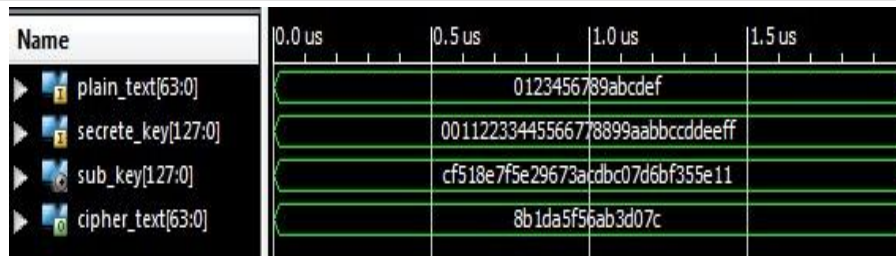 Name 0.0 us 0.5 us 1.0 us 1.5 us
plain_text[63:0] 0123456789abcdef
secrete_key[127:0] 00112233445566778899aabbccddeeff
sub_key[127:0] cf518e7f5e29673acdbc07d6bf355e11
cipher_text[63:0] 8b1da5f56ab3d07c